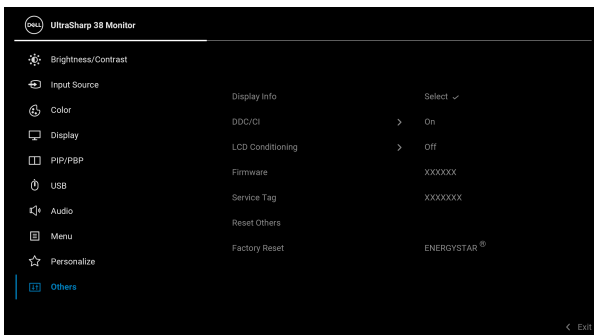 DELL UltraSharp 38 Monitor
Brightness/Contrast
Input Source
Color
Display
PIP/PBP
USB
Audio
Menu
Personalize
Others
Display Info Select
DDC/CI On
LCD Conditioning Off
Firmware XXXXXX
Service Tag XXXXXXX
Reset Others
Factory Reset ENERGYSTAR ®
Exit